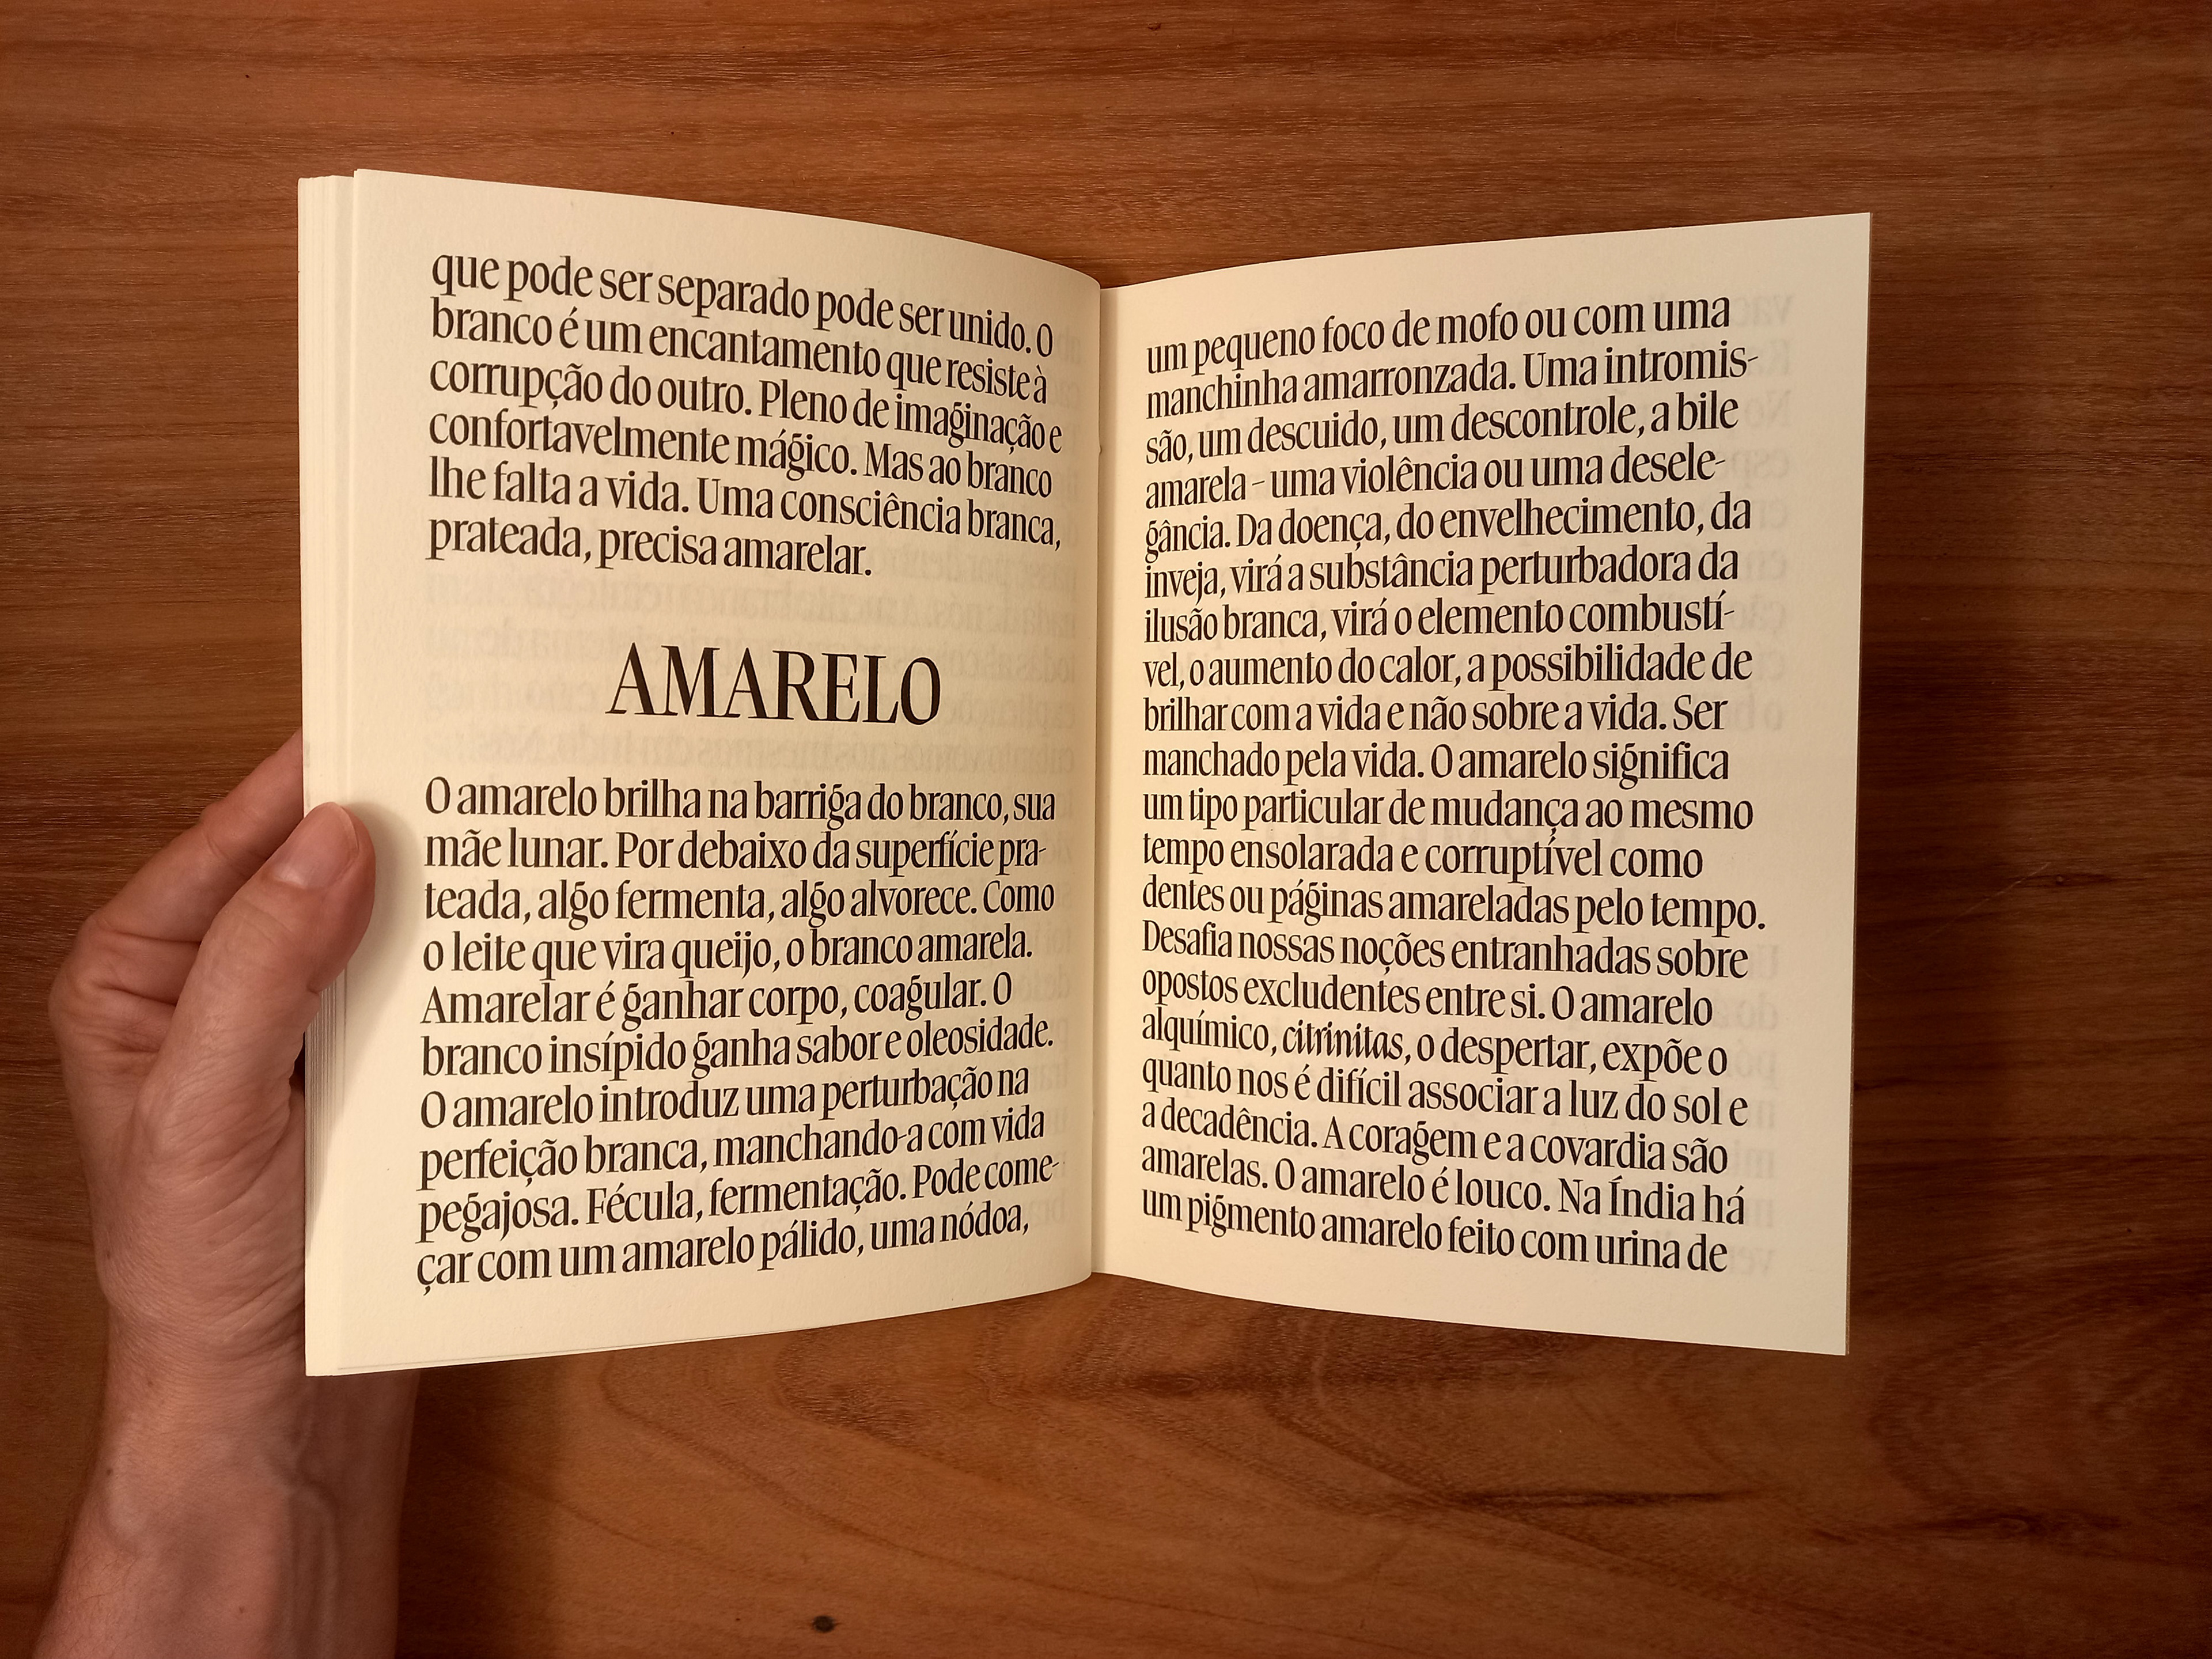 que pode ser separado pode ser unido. O
branco é um encantamento que resiste à
corrupção do outro. Pleno de imaginação e
confortavelmente mágico. Mas ao branco
lhe falta a vida. Uma consciência branca,
prateada, precisa amarelar.
AMARELO
O amarelo brilha na barriga do branco, sua
mãe lunar. Por debaixo da superfície pra-
teada, algo fermenta, algo alvorece. Como
o leite que vira queijo, o branco amarela.
Amarelar é ganhar corpo, coagular. O
branco insípido ganha sabor e oleosidade.
O amarelo introduz uma perturbação na
perfeição branca, manchando-a com vida
pegajosa. Fécula, fermentação. Pode come-
çar com um amarelo pálido, uma nódoa,
um pequeno foco de mofo ou com uma
manchinha amarronzada. Uma intromis-
são, um descuido, um descontrole, a bile
amarela – uma violência ou uma desele-
gância. Da doença, do envelhecimento, da
inveja, virá a substância perturbadora da
ilusão branca, virá o elemento combustí-
vel, o aumento do calor, a possibilidade de
brilhar com a vida e não sobre a vida. Ser
manchado pela vida. O amarelo significa
um tipo particular de mudança ao mesmo
tempo ensolarada e corruptível como
dentes ou páginas amareladas pelo tempo.
Desafia nossas noções entranhadas sobre
opostos excludentes entre si. O amarelo
alquímico, citrinitas, o despertar, expõe o
quanto nos é difícil associar a luz do sol e
a decadência. A coragem e a covardia são
amarelas. O amarelo é louco. Na Índia há
um pigmento amarelo feito com urina de